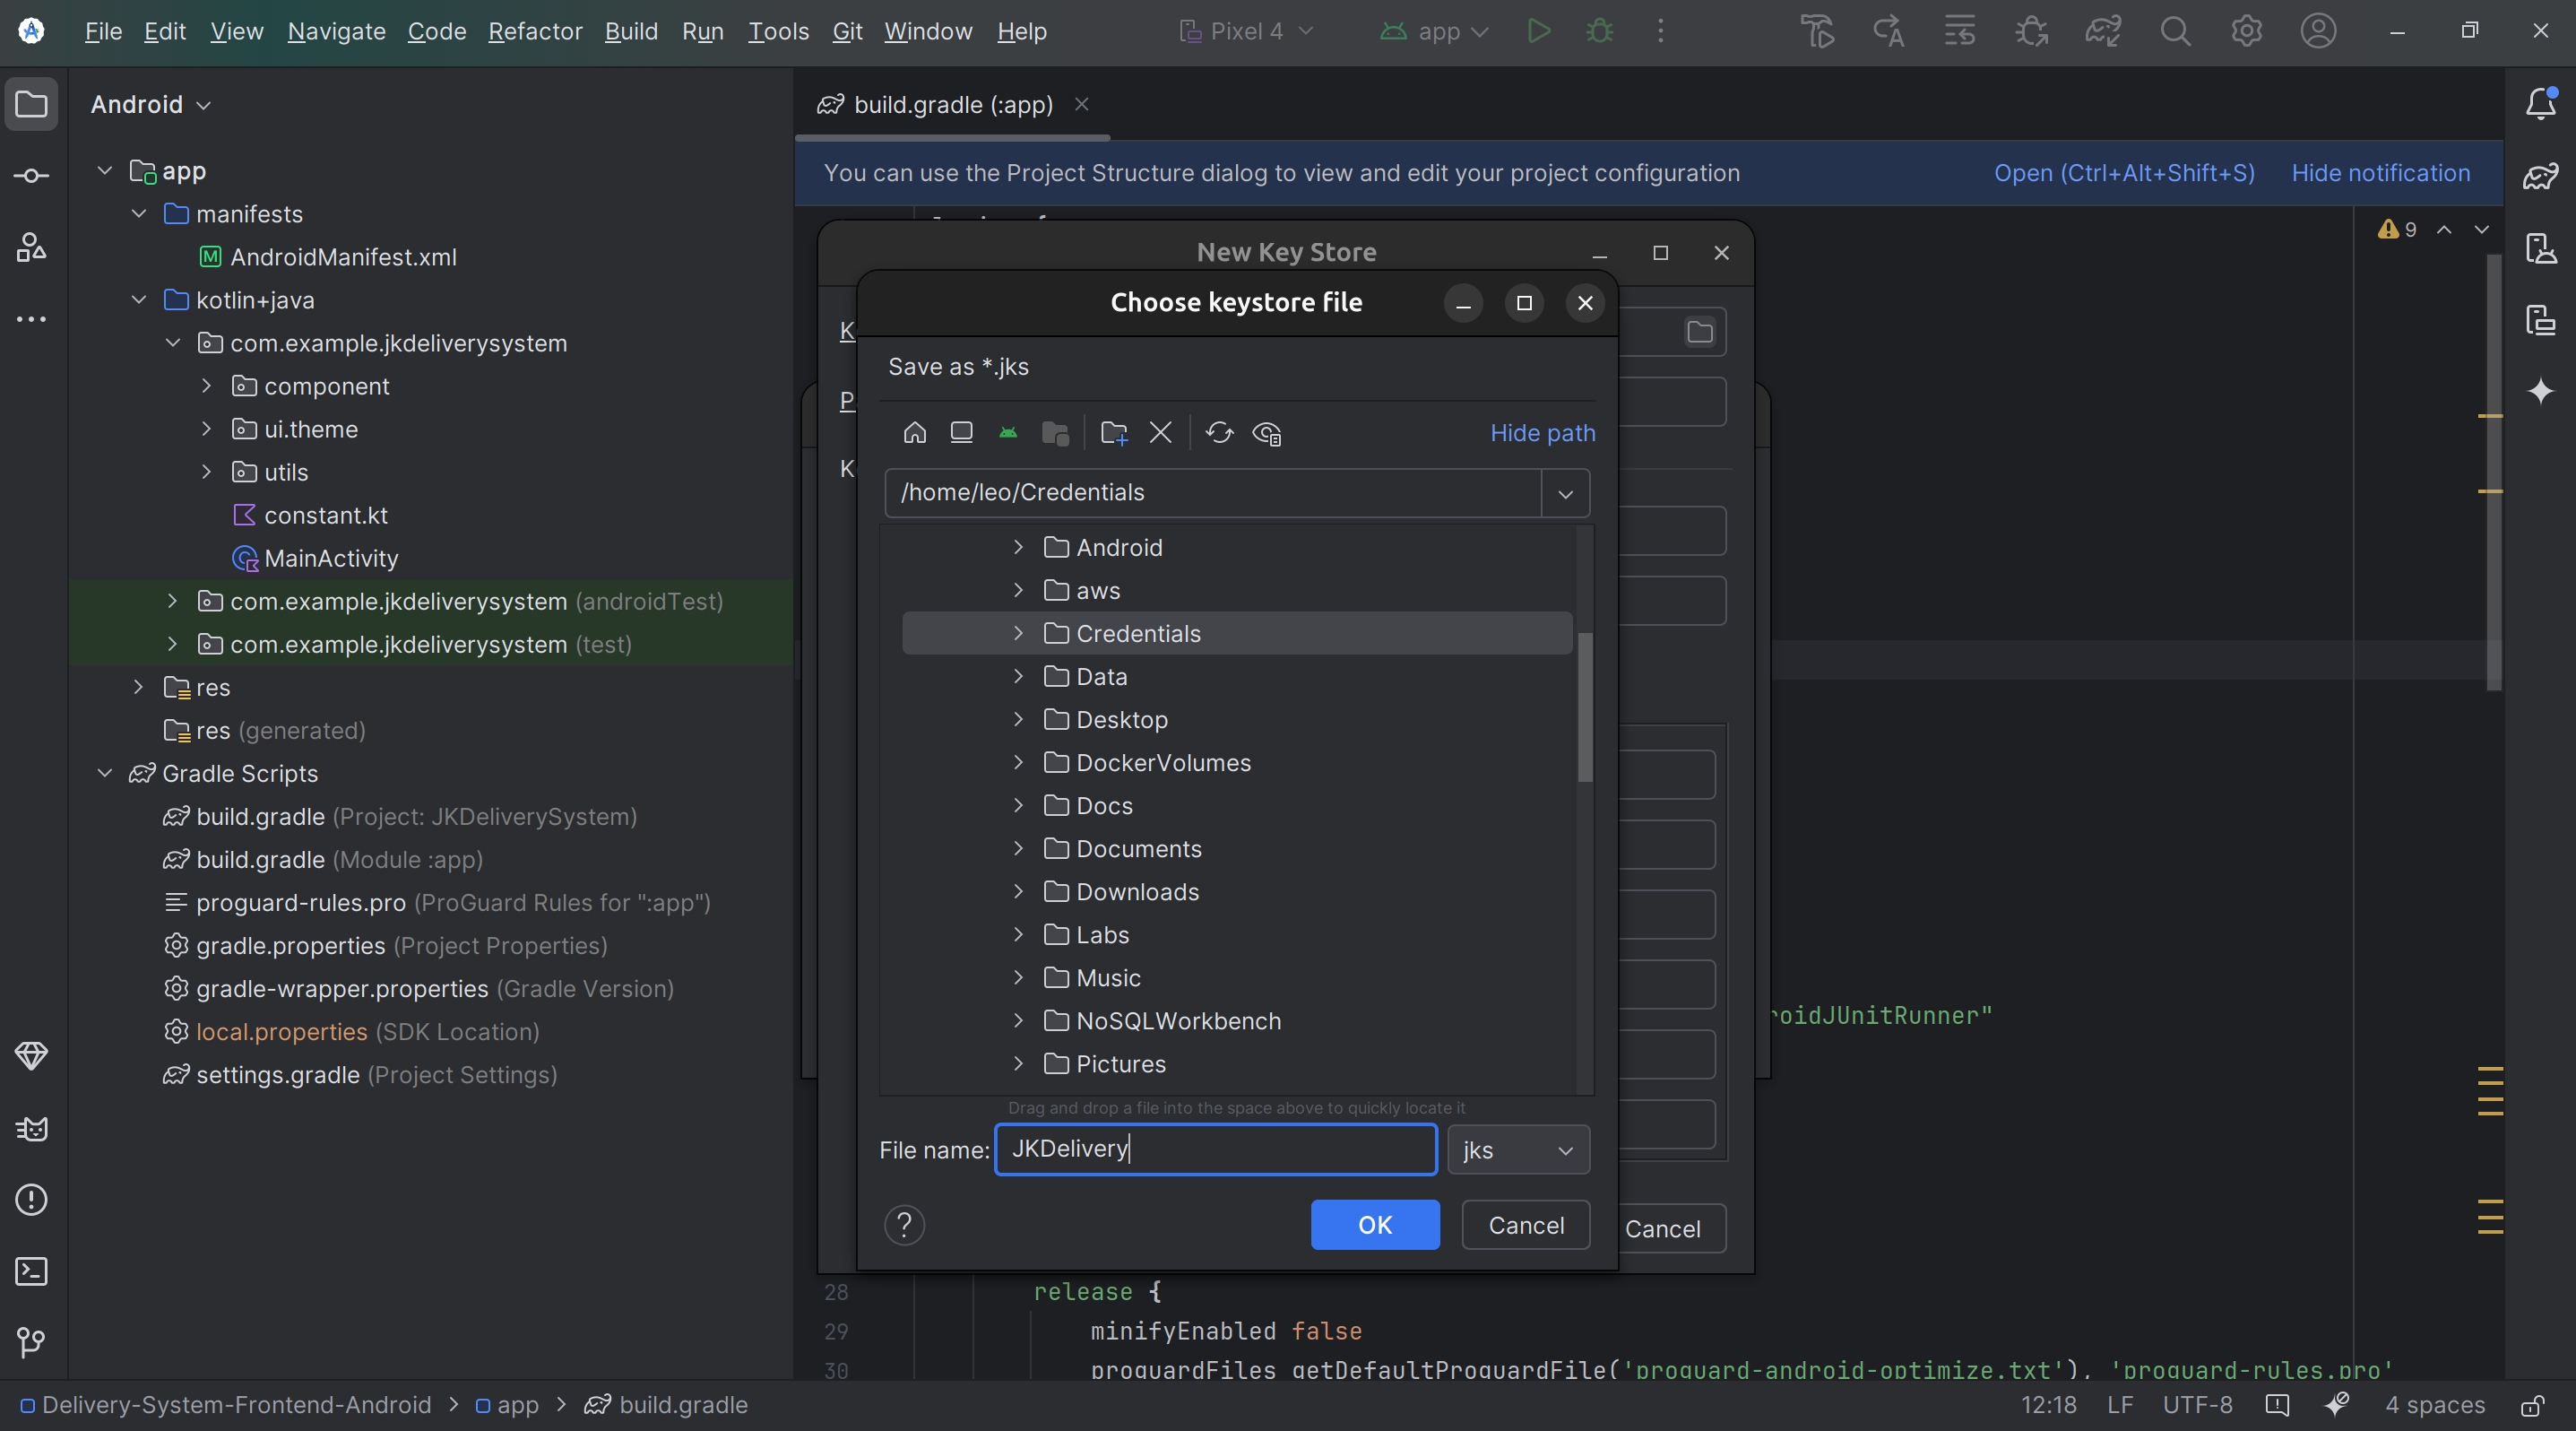 File Edit View Navigate Code Refactor Build Run Tools Git Window Help Pixel 4 app
Android
app
manifests
AndroidManifest.xml
kotlin+java
com.example.jkdeliverysystem
component
ui.theme
utils
constant.kt
MainActivity
com.example.jkdeliverysystem (androidTest)
com.example.jkdeliverysystem (test)
res
res (generated)
Gradle Scripts
build.gradle (Project: JKDeliverySystem)
build.gradle (Module :app)
proguard-rules.pro (ProGuard Rules for ":app")
gradle.properties (Project Properties)
gradle-wrapper.properties (Gradle Version)
local.properties (SDK Location)
settings.gradle (Project Settings)
build.gradle (:app)
You can use the Project Structure dialog to view and edit your project configuration Open (Ctrl+Alt+Shift+S) Hide notification
9
New Key Store
K
P
K
Choose keystore file
Save as *.jks
Hide path
/home/leo/Credentials
Android
aws
Credentials
Data
Desktop
DockerVolumes
Docs
Documents
Downloads
Labs
Music
NoSQLWorkbench
Pictures
Drag and drop a file into the space above to quickly locate it
File name: JKDelivery jks
? OK Cancel
Cancel
roidJUnitRunner"
28 release {
29 minifyEnabled false
30 proguardFiles getDefaultProguardFile('proguard-android-optimize.txt'), 'proguard-rules.pro'
Delivery-System-Frontend-Android > app > build.gradle 12:18 LF UTF-8 4 spaces